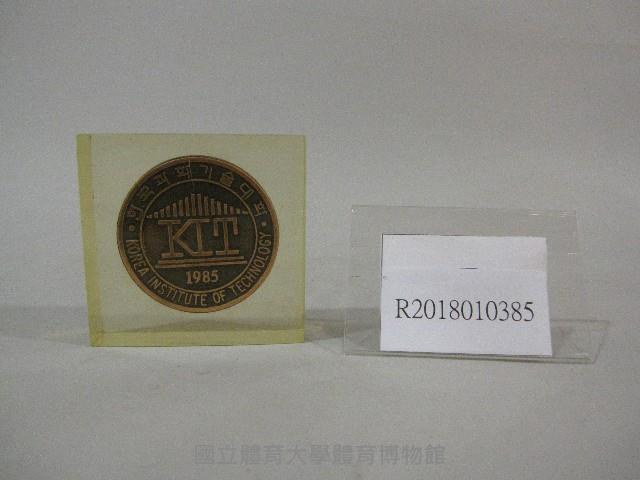 한국과학기술대학
KIT
1985
KOREA INSTITUTE OF TECHNOLOGY
R2018010385
國立體育大學體育博物館